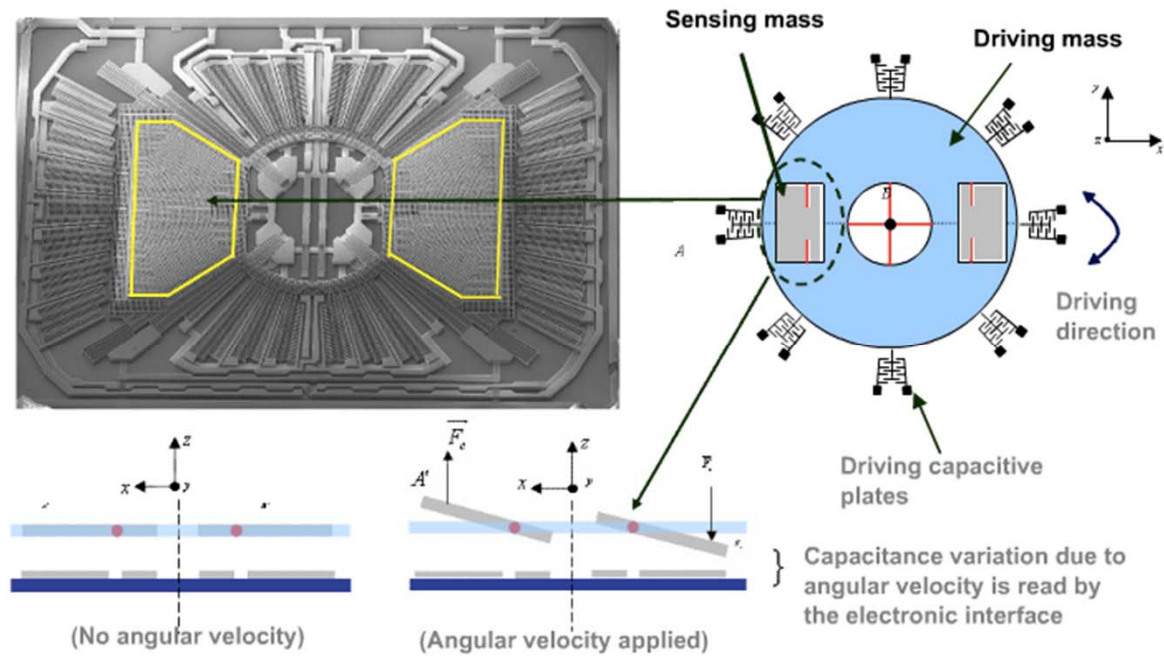 Sensing mass
Driving mass
y
z
x
B
A
Driving
direction
Driving capacitive
plates
z
x
y
(No angular velocity)
F_c
z
A'
x
y
(Angular velocity applied)
} Capacitance variation due to
angular velocity is read by
the electronic interface